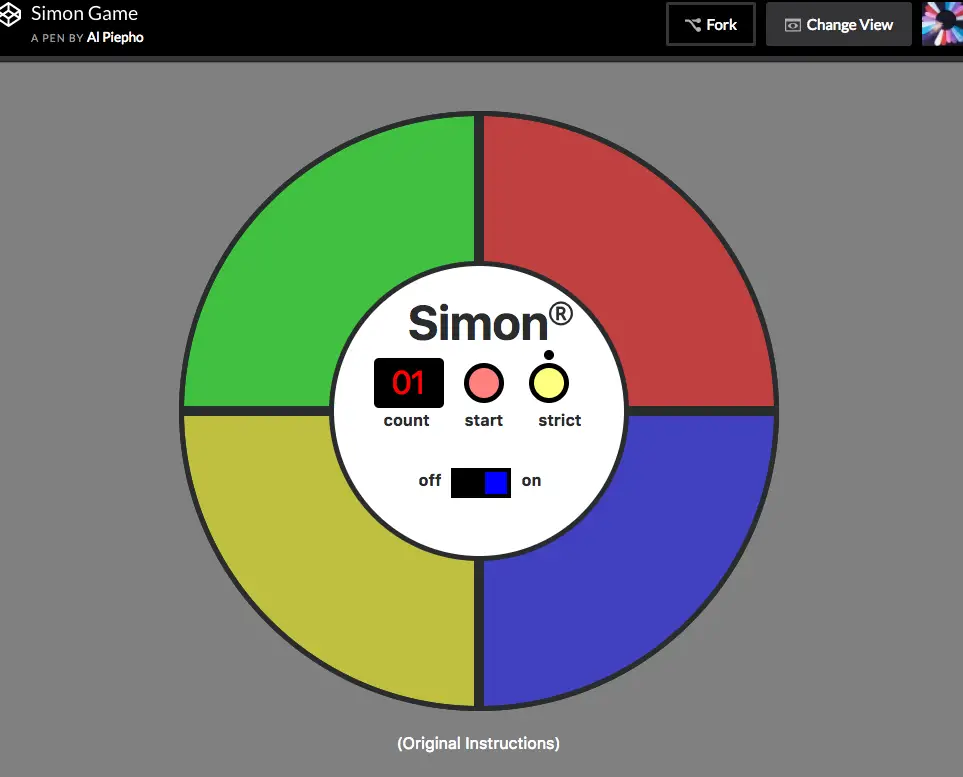 Simon Game
A PEN BY Al Piepho
Fork
Change View
Simon®
01
count
start
strict
off
on
(Original Instructions)